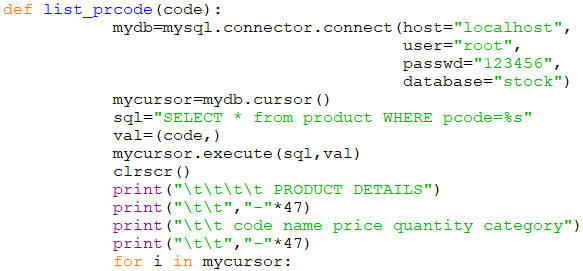 def list_prcode(code):
mydb=mysql.connector.connect(host="localhost",
user="root",
passwd="123456",
database="stock")
mycursor=mydb.cursor()
sql="SELECT * from product WHERE pcode=%s"
val=(code,)
mycursor.execute(sql,val)
clrscr()
print("\t\t\t\t PRODUCT DETAILS")
print("\t\t","-"*47)
print("\t\t code name price quantity category")
print("\t\t","-"*47)
for i in mycursor: